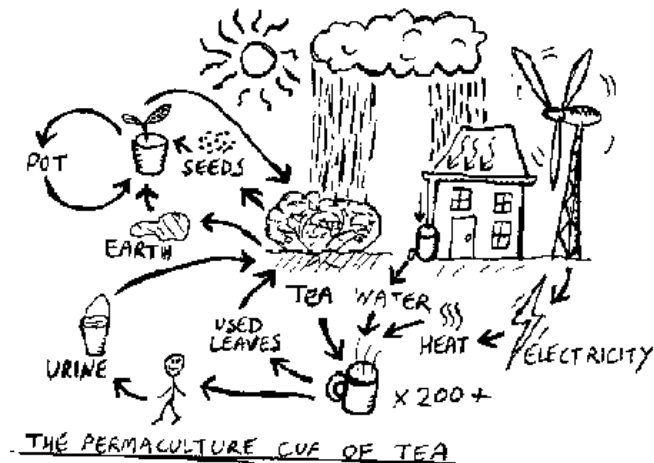 POT
SEEDS
EARTH
TEA
WATER
USED
LEAVES
HEAT
ELECTRICITY
URINE
x 200 +
THE PERMACULTURE CUP OF TEA